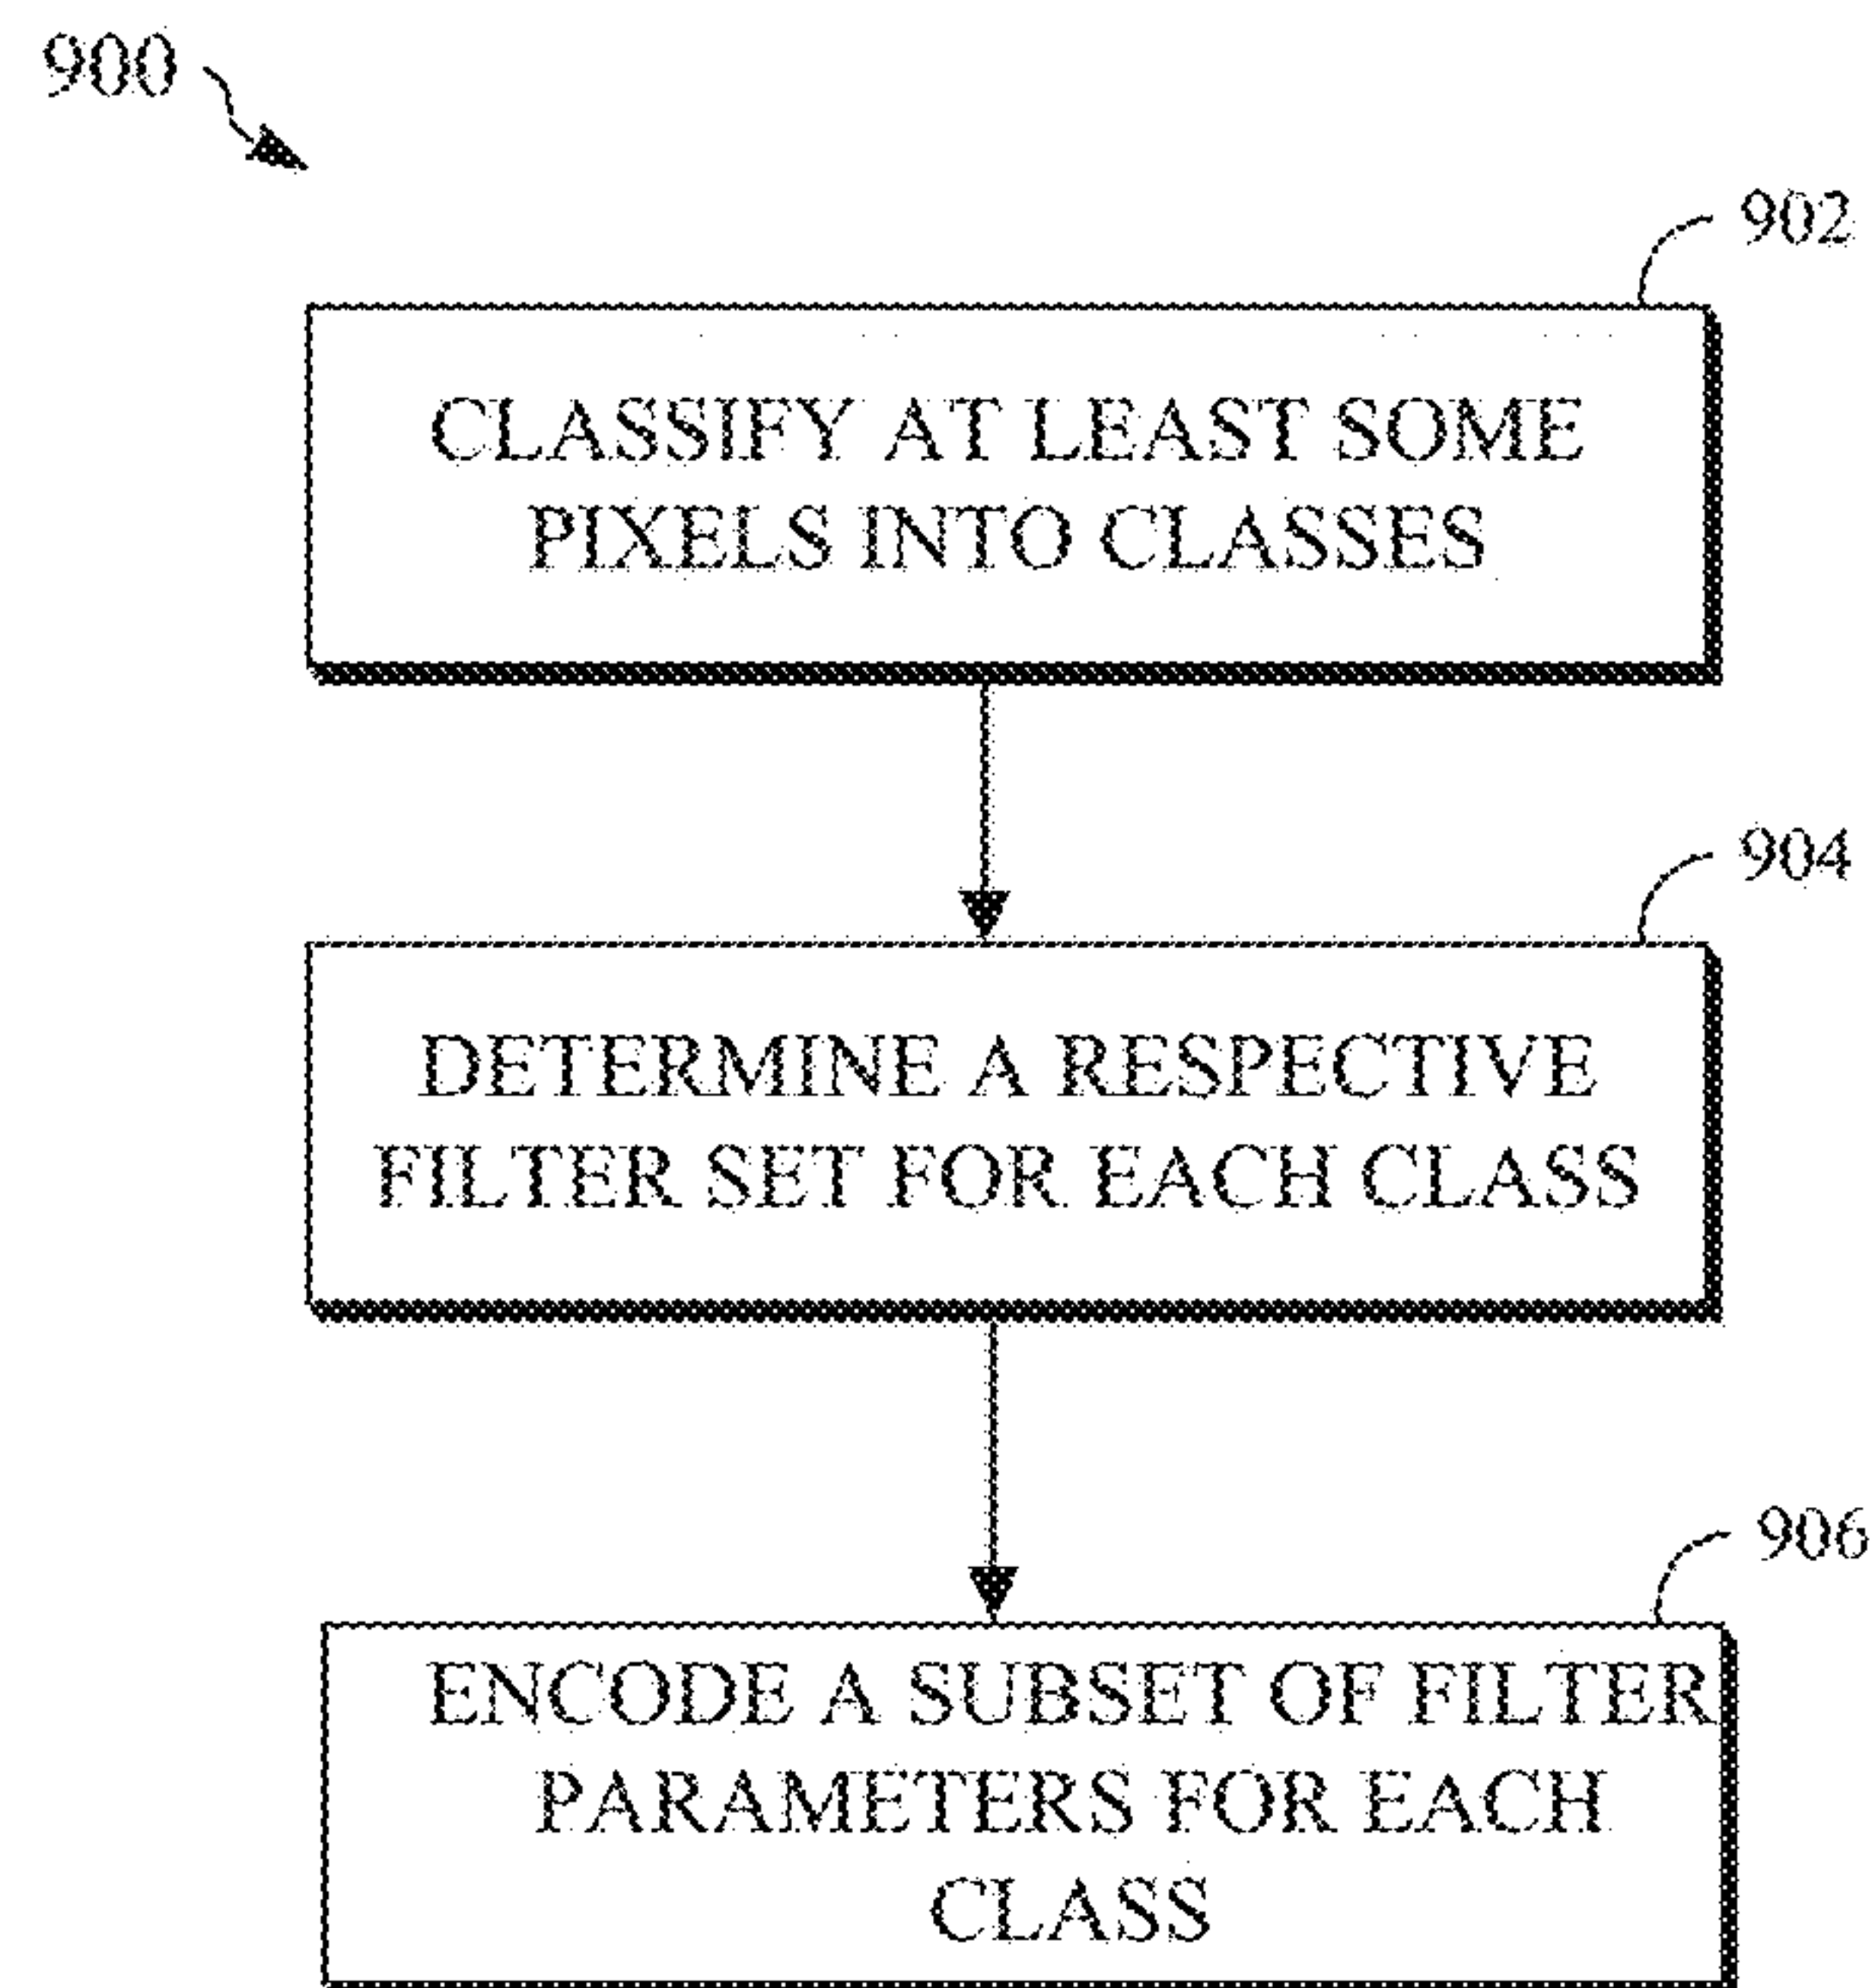 900
902
CLASSIFY AT LEAST SOME
PIXELS INTO CLASSES
904
DETERMINE A RESPECTIVE
FILTER SET FOR EACH CLASS
906
ENCODE A SUBSET OF FILTER
PARAMETERS FOR EACH
CLASS